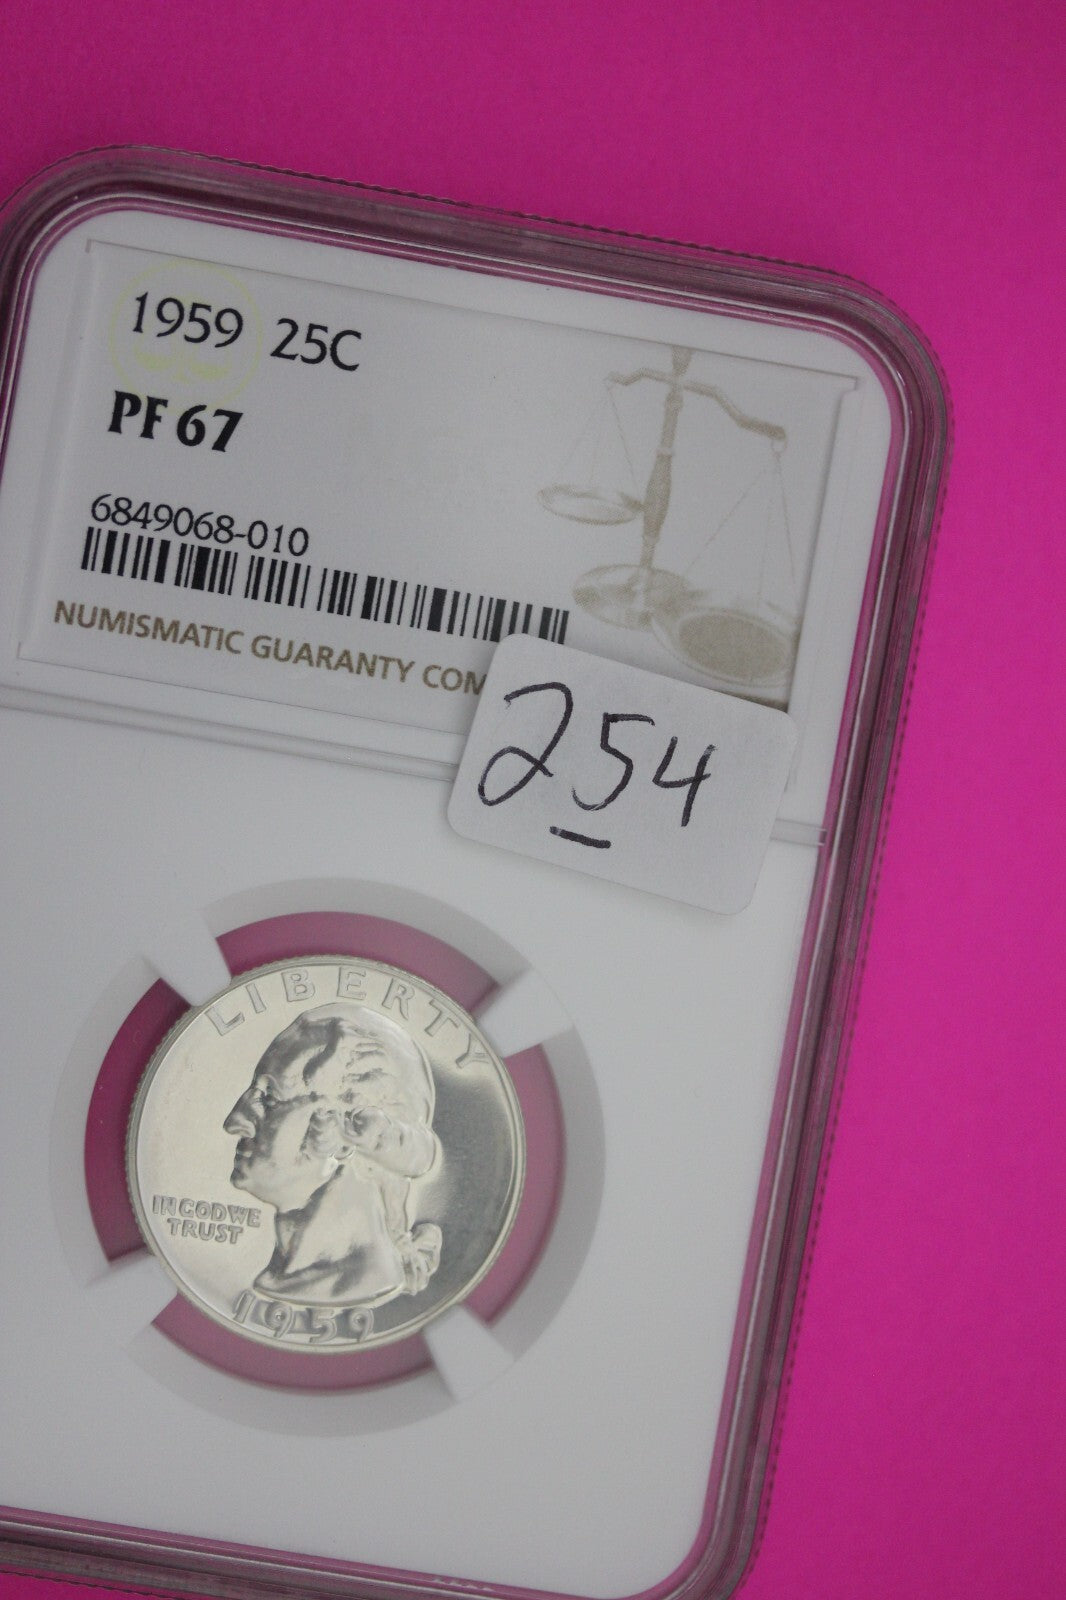 1959 25C
PF 67
6849068-010
NUMISMATIC GUARANTY COM
254
LIBERTY
IN GOD WE
TRUST
1959